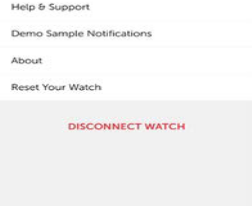 Help & Support
Demo Sample Notifications
About
Reset Your Watch
DISCONNECT WATCH